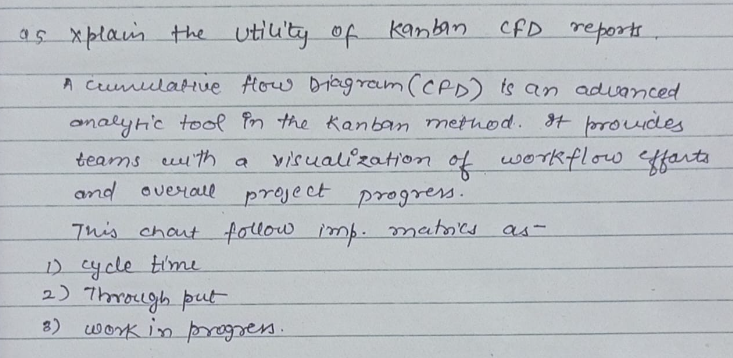 as xplain the utility of Kanban CFD reports.
A cumulative flow Diagram (CFD) is an advanced
analytic tool in the Kanban method. It provides
teams with a visualization of workflow effarts
and overall project progress.
This chart follow imp. matrics as-
1) cycle time
2) Through put
3) work in progress.